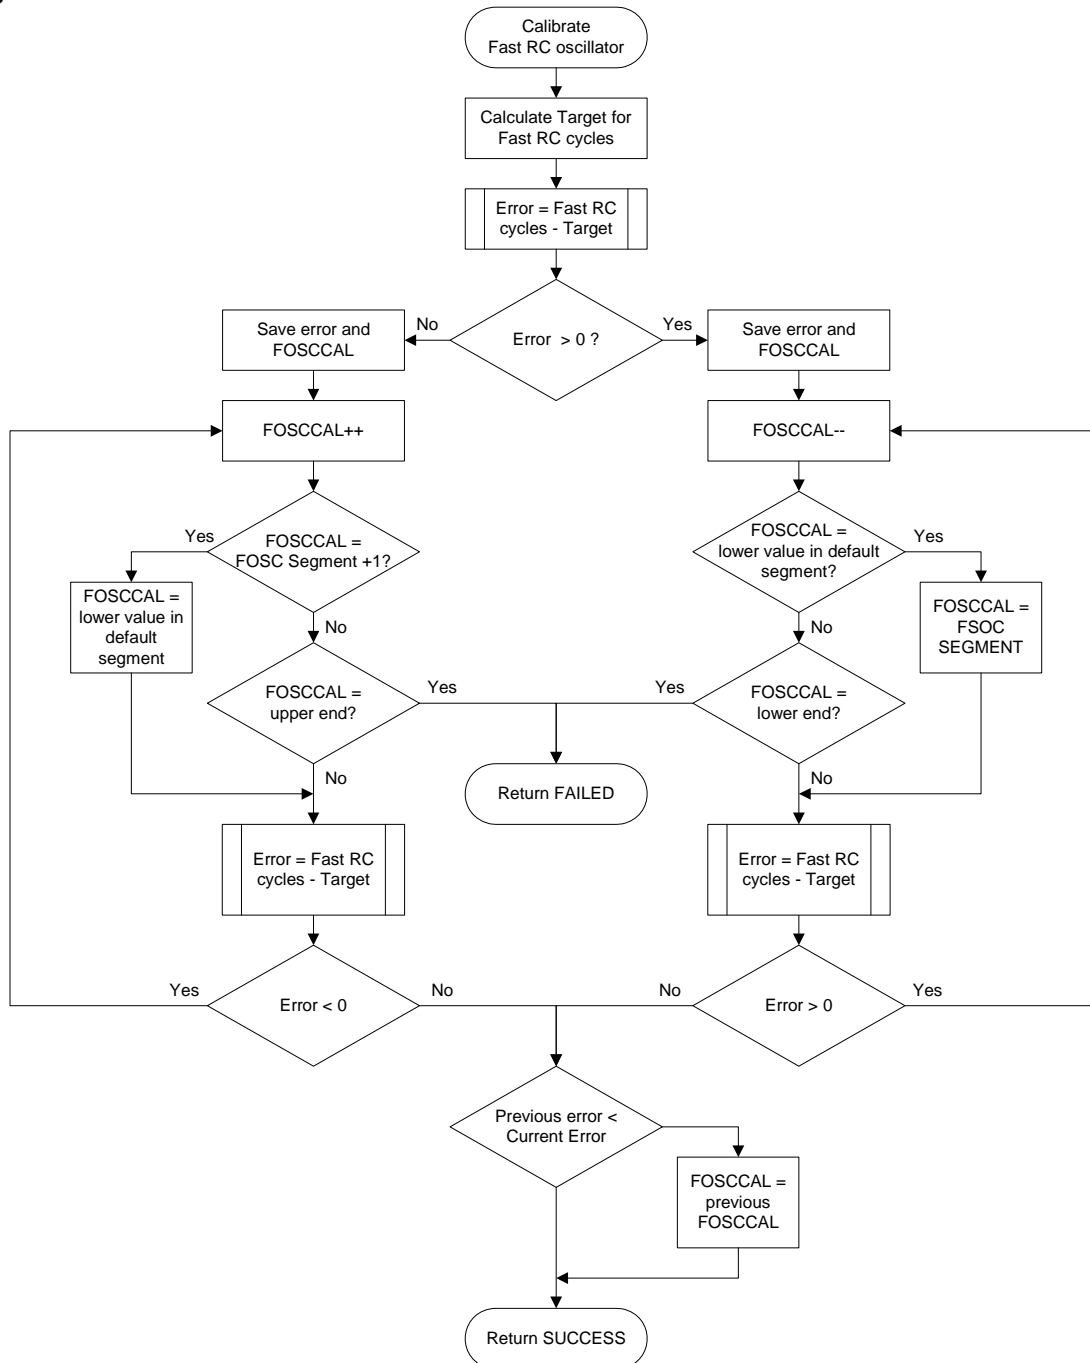 Calibrate
Fast RC oscillator
Calculate Target for
Fast RC cycles
Error = Fast RC
cycles - Target
Error > 0 ?
No
Yes
Save error and
FOSCCAL
Save error and
FOSCCAL
FOSCCAL++
FOSCCAL--
FOSCCAL =
FOSC Segment +1?
Yes
No
FOSCCAL =
lower value in default
segment?
Yes
No
FOSCCAL =
lower value in
default
segment
FOSCCAL =
FSOC
SEGMENT
FOSCCAL =
upper end?
Yes
No
FOSCCAL =
lower end?
Yes
No
Return FAILED
Error = Fast RC
cycles - Target
Error = Fast RC
cycles - Target
Yes
Error < 0
No
No
Error > 0
Yes
Previous error <
Current Error
FOSCCAL =
previous
FOSCCAL
Return SUCCESS